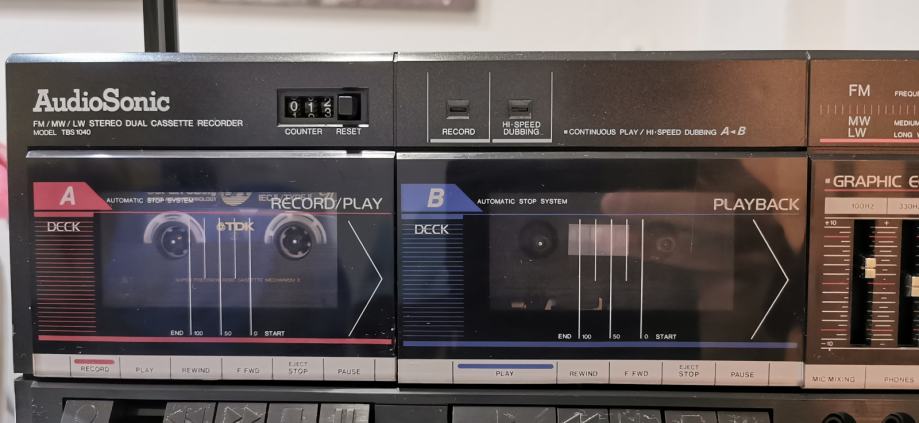 AudioSonic
FM / MW / LW STEREO DUAL CASSETTE RECORDER
MODEL TBS1040
COUNTER RESET
RECORD
HI-SPEED
DUBBING
CONTINUOUS PLAY / HI-SPEED DUBBING A◂B
FM
MW
LW
LONG
A
AUTOMATIC STOP SYSTEM
RECORD/PLAY
DECK
TDK
END 100 50 0 START
RECORD PLAY REWIND F FWD EJECT STOP PAUSE
B
AUTOMATIC STOP SYSTEM
PLAYBACK
DECK
END 100 50 0 START
PLAY REWIND F FWD EJECT STOP PAUSE
GRAPHIC E
100HZ 330H
+10
-10
MIC MIXING PHONES